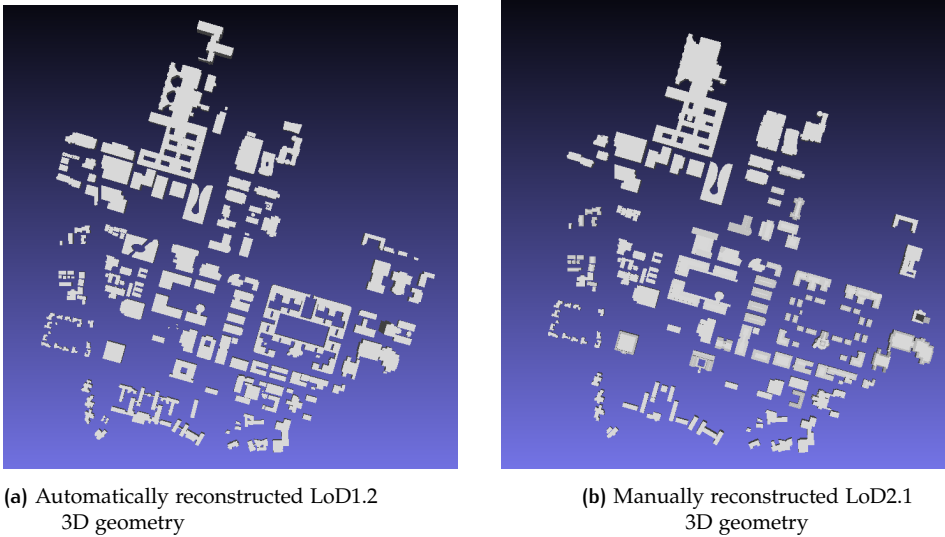 (a) Automatically reconstructed LoD1.2
3D geometry
(b) Manually reconstructed LoD2.1
3D geometry